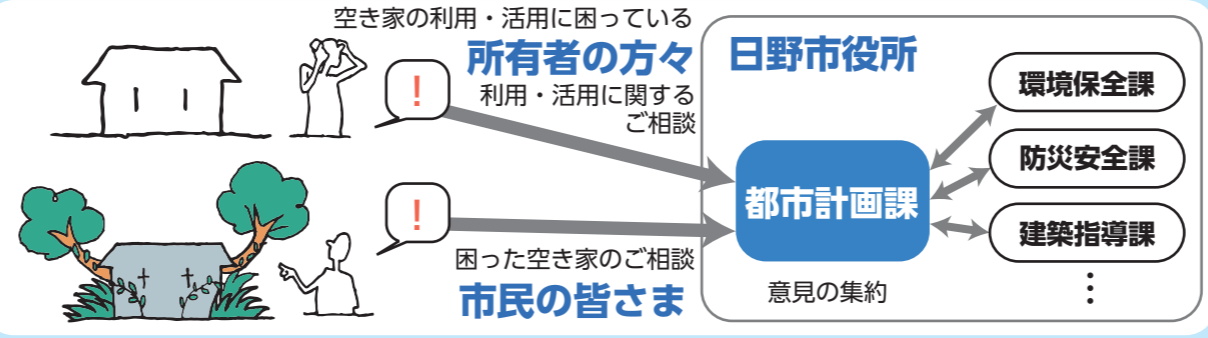 空き家の利用・活用に困っている
所有者の方々
利用・活用に関する
ご相談
!
!
困った空き家のご相談
市民の皆さま
日野市役所
都市計画課
意見の集約
環境保全課
防災安全課
建築指導課
⋮